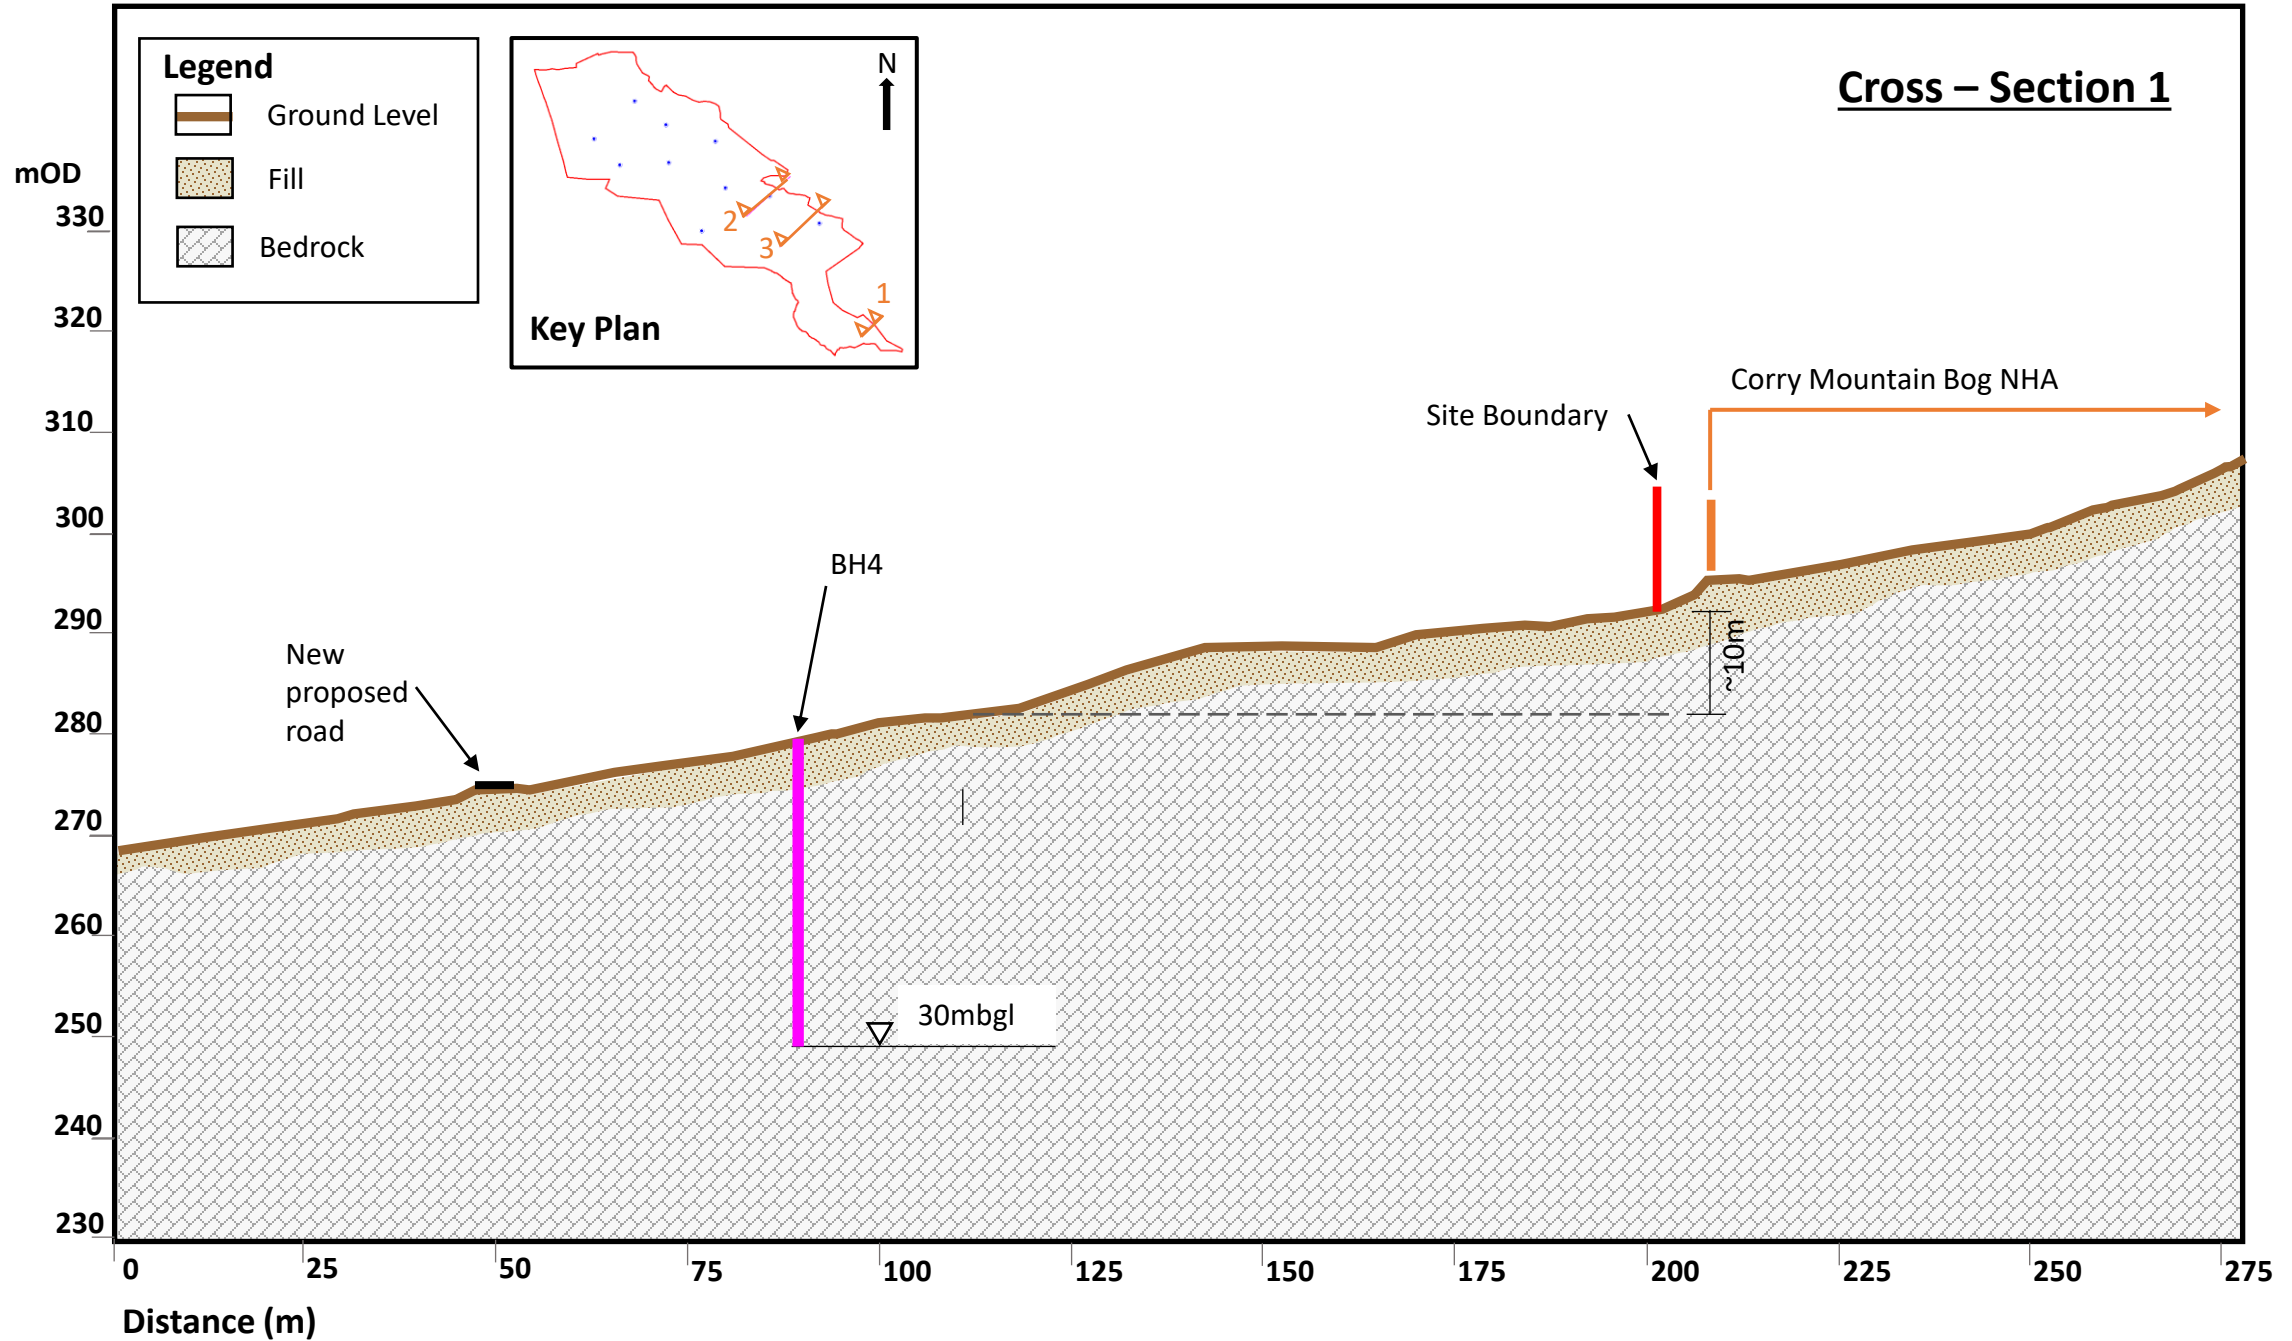 Legend
Ground Level
Fill
Bedrock
N
2
3
1
Key Plan
Cross – Section 1
mOD
330
320
310
300
290
280
270
260
250
240
230
Corry Mountain Bog NHA
Site Boundary
BH4
New
proposed
road
~10m
30mbgl
0 25 50 75 100 125 150 175 200 225 250 275
Distance (m)